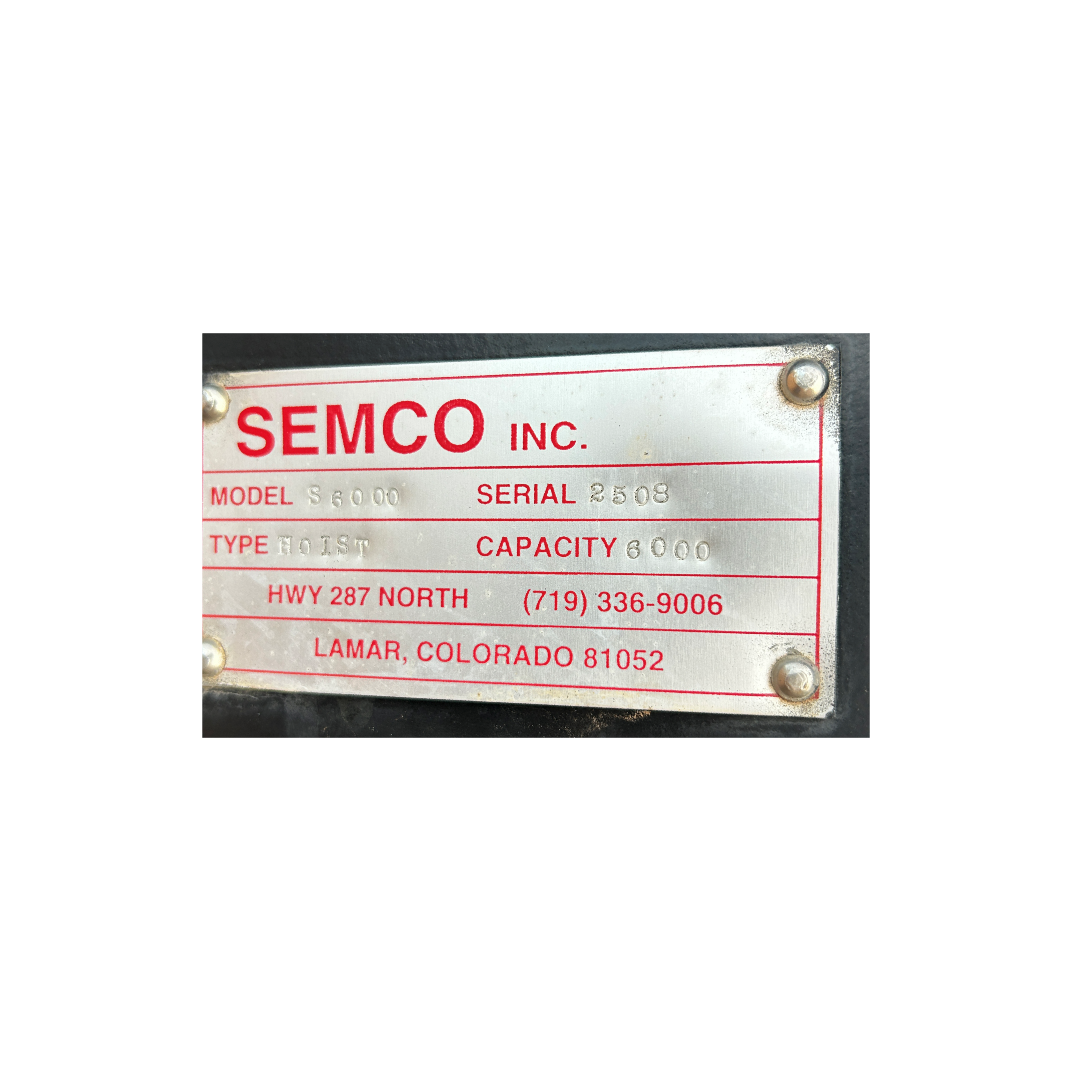 SEMCO INC.
MODEL S6000 SERIAL 2508
TYPE HOIST CAPACITY 6000
HWY 287 NORTH (719) 336-9006
LAMAR, COLORADO 81052